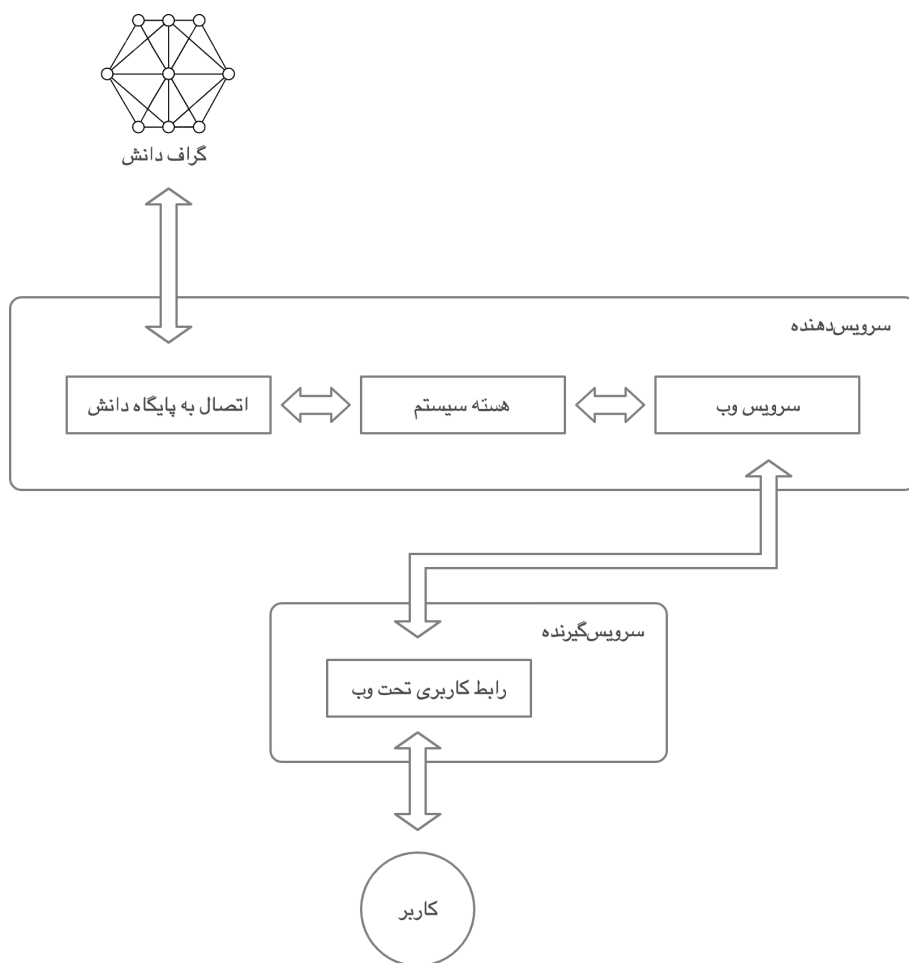 گراف دانش
سرویس‌دهنده
سرویس وب
هسته سیستم
اتصال به پایگاه دانش
سرویس‌گیرنده
رابط کاربری تحت وب
کاربر